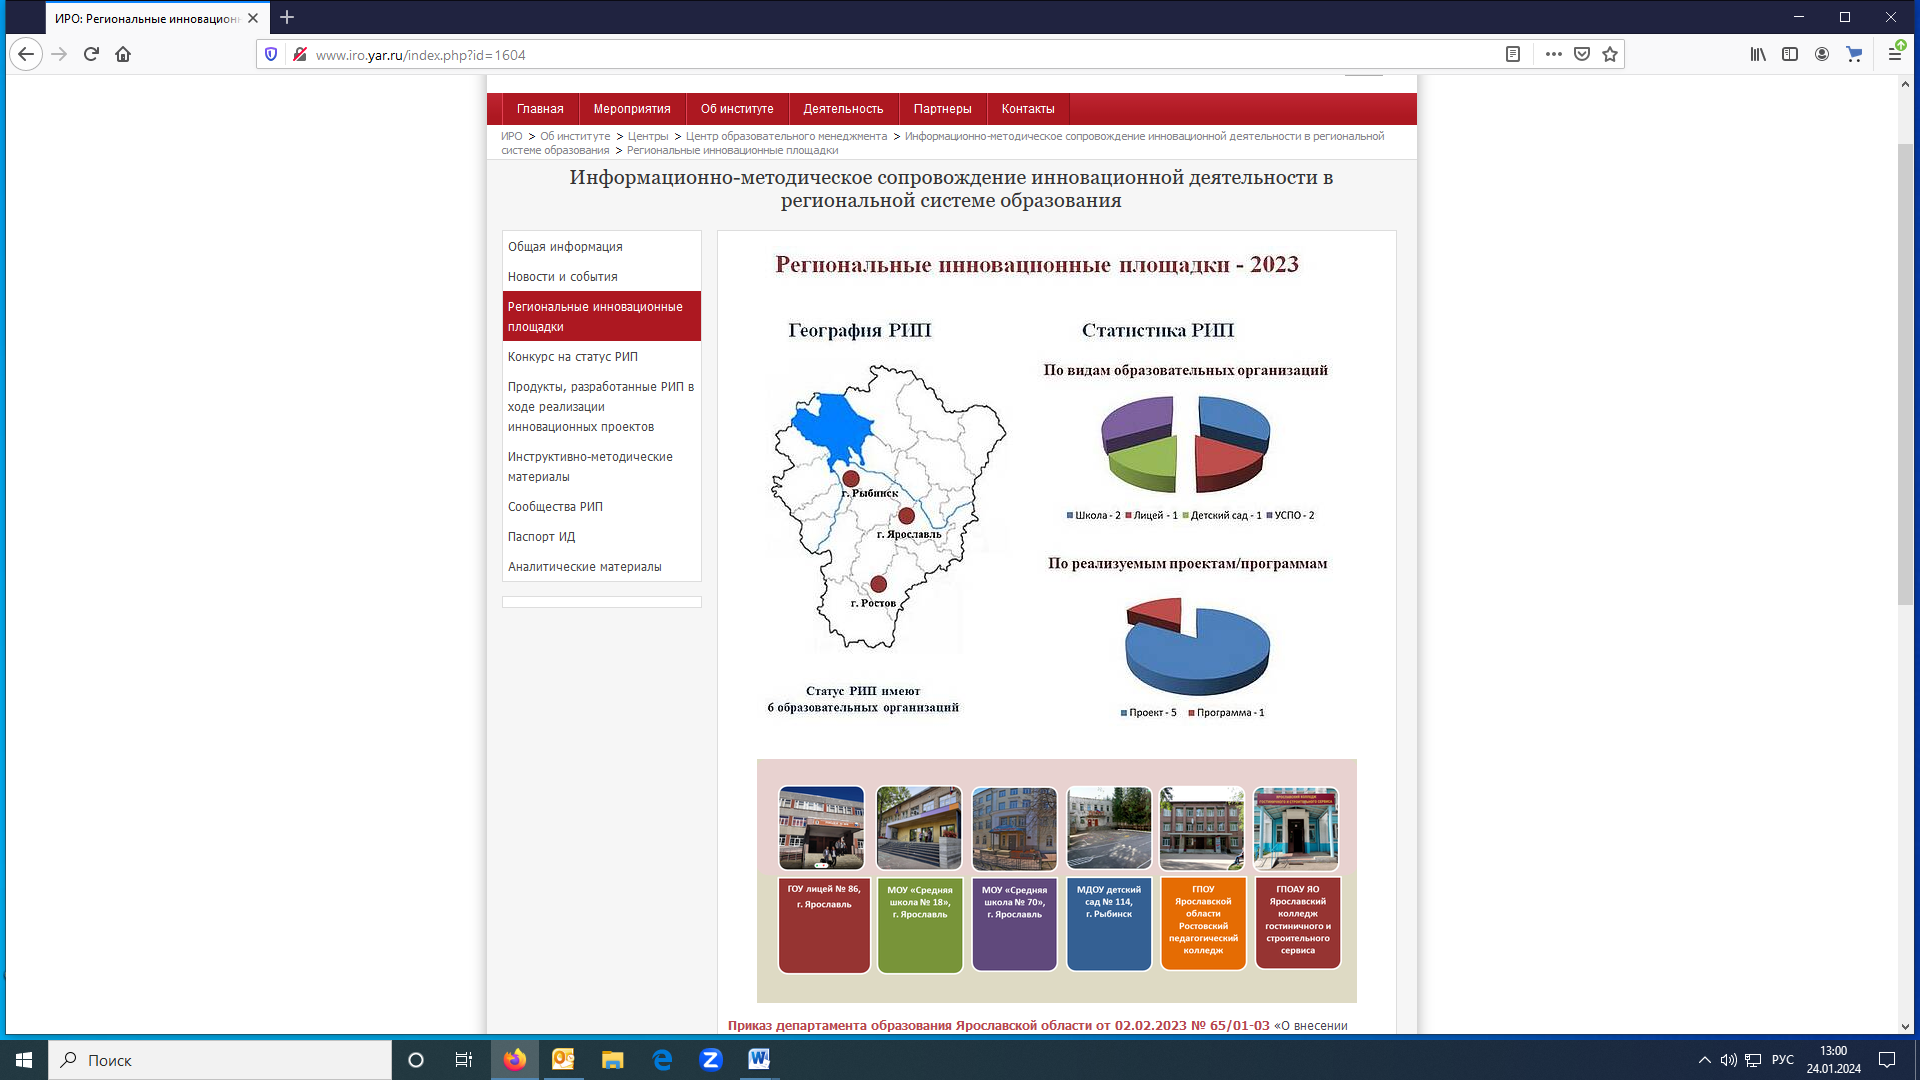 ИРО: Региональные инновацион
www.iro.yar.ru/index.php?id=1604
Главная Мероприятия Об институте Деятельность Партнеры Контакты
ИРО > Об институте > Центры > Центр образовательного менеджмента > Информационно-методическое сопровождение инновационной деятельности в региональной
системе образования > Региональные инновационные площадки
Информационно-методическое сопровождение инновационной деятельности в
региональной системе образования
Общая информация
Новости и события
Региональные инновационные
площадки
Конкурс на статус РИП
Продукты, разработанные РИП в
ходе реализации
инновационных проектов
Инструктивно-методические
материалы
Сообщества РИП
Паспорт ИД
Аналитические материалы
Региональные инновационные площадки - 2023
География РИП
г. Рыбинск
г. Ярославль
г. Ростов
Статус РИП имеют
6 образовательных организаций
Статистика РИП
По видам образовательных организаций
Школа - 2 Лицей - 1 Детский сад - 1 УСПО - 2
По реализуемым проектам/программам
Проект - 5 Программа - 1
ГОУ лицей № 86,
г. Ярославль
МОУ «Средняя
школа № 18»,
г. Ярославль
МОУ «Средняя
школа № 70»,
г. Ярославль
МДОУ детский
сад № 114,
г. Рыбинск
ГПОУ
Ярославской
области
Ростовский
педагогический
колледж
ГПОАУ ЯО
Ярославский
колледж
гостиничного и
строительного
сервиса
Приказ департамента образования Ярославской области от 02.02.2023 № 65/01-03 «О внесении
Поиск
РУС
13:00
24.01.2024